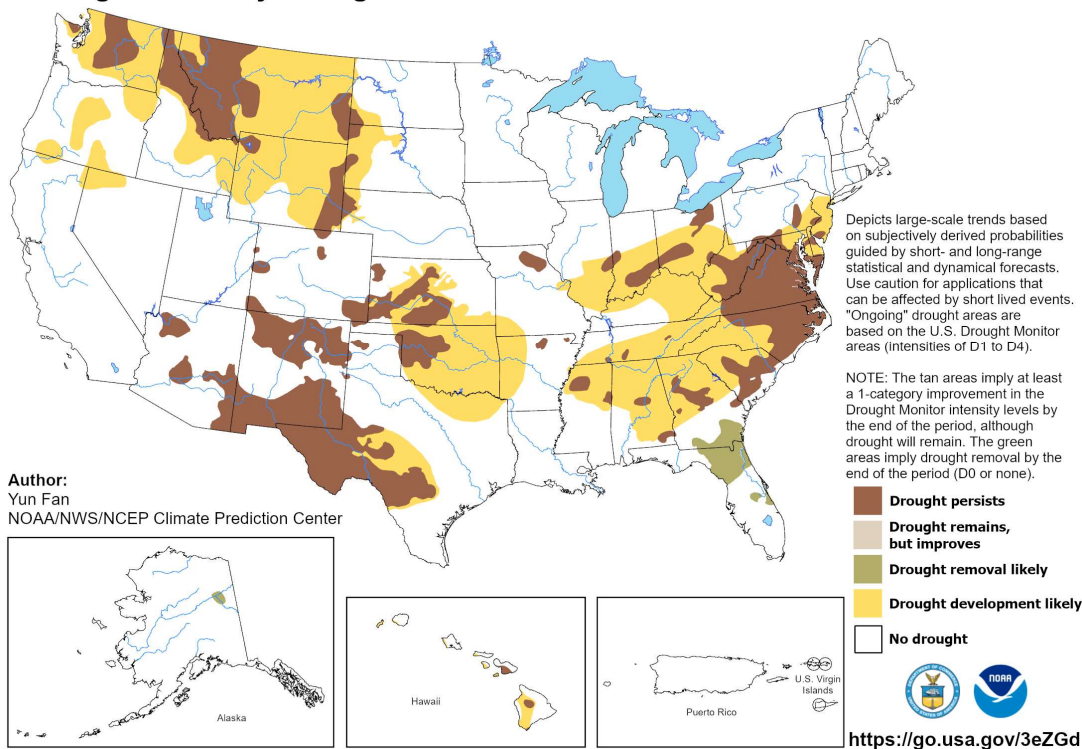 Depicts large-scale trends based
on subjectively derived probabilities
guided by short- and long-range
statistical and dynamical forecasts.
Use caution for applications that
can be affected by short lived events.
"Ongoing" drought areas are
based on the U.S. Drought Monitor
areas (intensities of D1 to D4).
NOTE: The tan areas imply at least
a 1-category improvement in the
Drought Monitor intensity levels by
the end of the period, although
drought will remain. The green
areas imply drought removal by the
end of the period (D0 or none).
Author:
Yun Fan
NOAA/NWS/NCEP Climate Prediction Center
Drought persists
Drought remains,
but improves
Drought removal likely
Drought development likely
No drought
Alaska
Hawaii
Puerto Rico
U.S. Virgin
Islands
NOAA
https://go.usa.gov/3eZGd